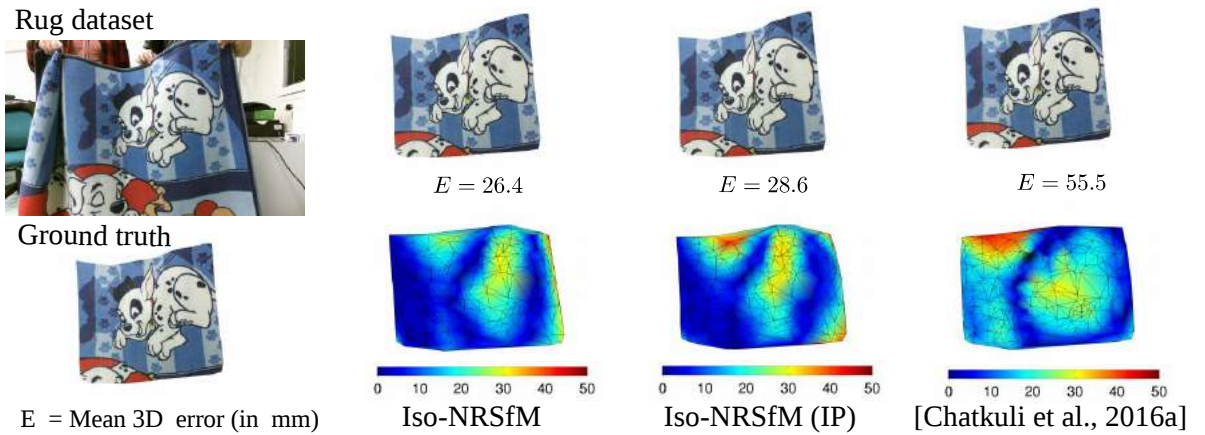 Rug dataset
Ground truth
E = Mean 3D error (in mm)
E = 26.4
E = 28.6
E = 55.5
0 10 20 30 40 50
0 10 20 30 40 50
0 10 20 30 40 50
Iso-NRSfM
Iso-NRSfM (IP)
[Chatkuli et al., 2016a]